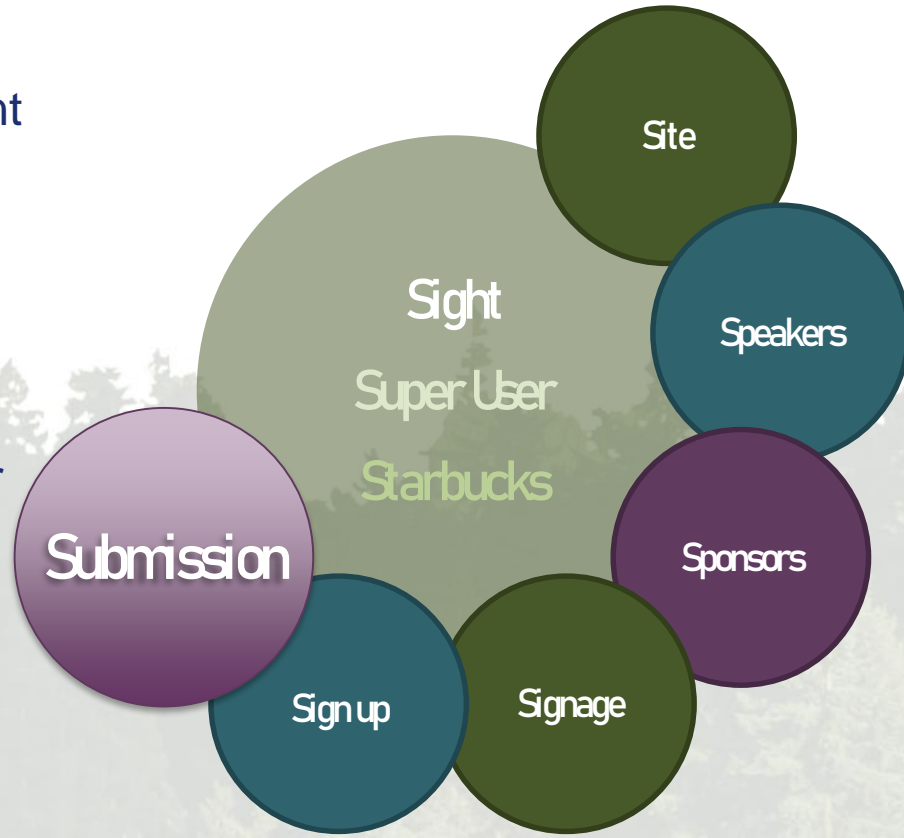 nt
Site
Sight
Speakers
Super User
Starbucks
Submission
Sponsors
Sign up
Signage